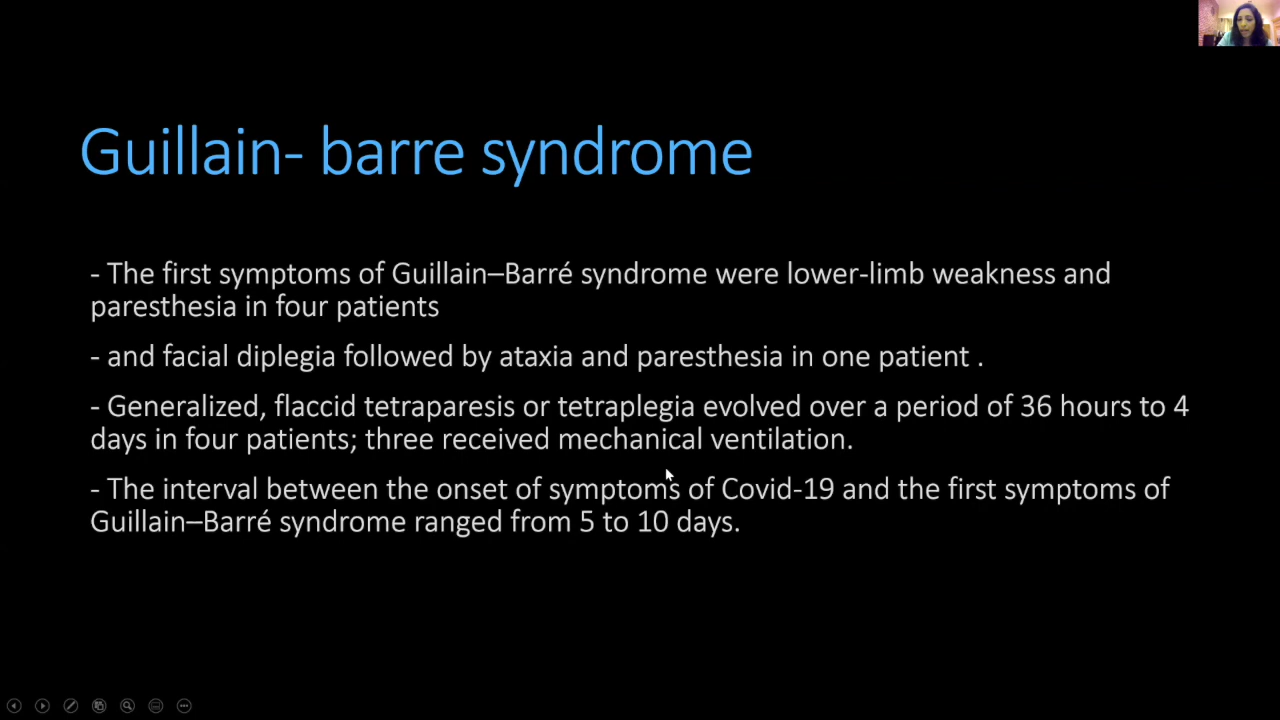 Guillain- barre syndrome
- The first symptoms of Guillain–Barré syndrome were lower-limb weakness and
paresthesia in four patients
- and facial diplegia followed by ataxia and paresthesia in one patient .
- Generalized, flaccid tetraparesis or tetraplegia evolved over a period of 36 hours to 4
days in four patients; three received mechanical ventilation.
- The interval between the onset of symptoms of Covid-19 and the first symptoms of
Guillain–Barré syndrome ranged from 5 to 10 days.